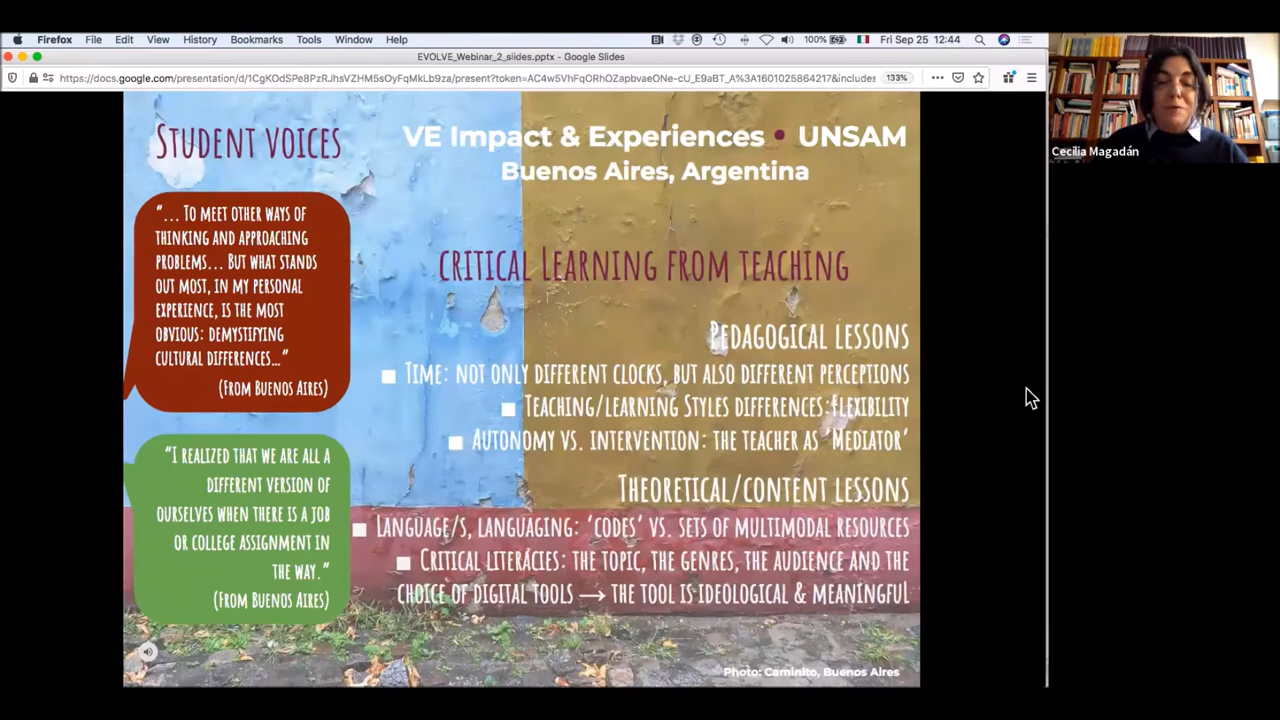 Firefox File Edit View History Bookmarks Tools Window Help 100% Fri Sep 25 12:44
EVOLVE_Webinar_2_slides.pptx - Google Slides
https://docs.google.com/presentation/d/1CgKOdSPe8PzRJhsVZHM5sOyFqMkLb9za/present?token=AC4w5VhFqORhOZapbvaeONe-cU_E9aBT_A%3A1601025864217&includes 133%
STUDENT VOICES
"... TO MEET OTHER WAYS OF
THINKING AND APPROACHING
PROBLEMS... BUT WHAT STANDS
OUT MOST, IN MY PERSONAL
EXPERIENCE, IS THE MOST
OBVIOUS: DEMYSTIFYING
CULTURAL DIFFERENCES..."
(FROM BUENOS AIRES)
"I REALIZED THAT WE ARE ALL A
DIFFERENT VERSION OF
OURSELVES WHEN THERE IS A JOB
OR COLLEGE ASSIGNMENT IN
THE WAY."
(FROM BUENOS AIRES)
VE Impact & Experiences • UNSAM
Buenos Aires, Argentina
CRITICAL LEARNING FROM TEACHING
PEDAGOGICAL LESSONS
■ TIME: NOT ONLY DIFFERENT CLOCKS, BUT ALSO DIFFERENT PERCEPTIONS
■ TEACHING/LEARNING STYLES DIFFERENCES:FLEXIBILITY
■ AUTONOMY VS. INTERVENTION: THE TEACHER AS 'MEDIATOR'
THEORETICAL/CONTENT LESSONS
■ LANGUAGE/S, LANGUAGING: 'CODES' VS. SETS OF MULTIMODAL RESOURCES
■ CRITICAL LITERACIES: THE TOPIC, THE GENRES, THE AUDIENCE AND THE
CHOICE OF DIGITAL TOOLS → THE TOOL IS IDEOLOGICAL & MEANINGFUL
Photo: Caminito, Buenos Aires
Cecilia Magadán